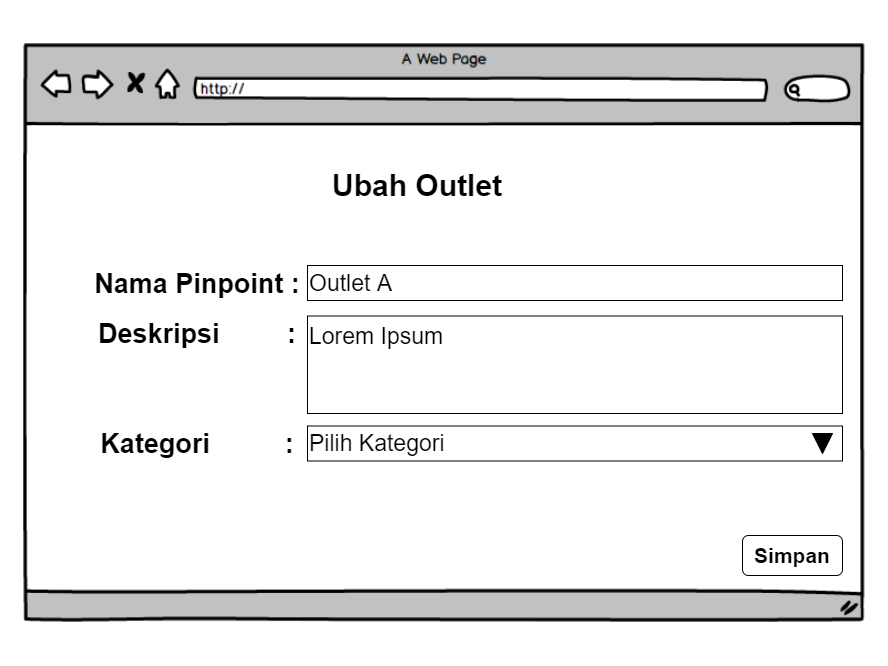 A Web Page
http://
Ubah Outlet
Nama Pinpoint : Outlet A
Deskripsi : Lorem Ipsum
Kategori : Pilih Kategori
Simpan